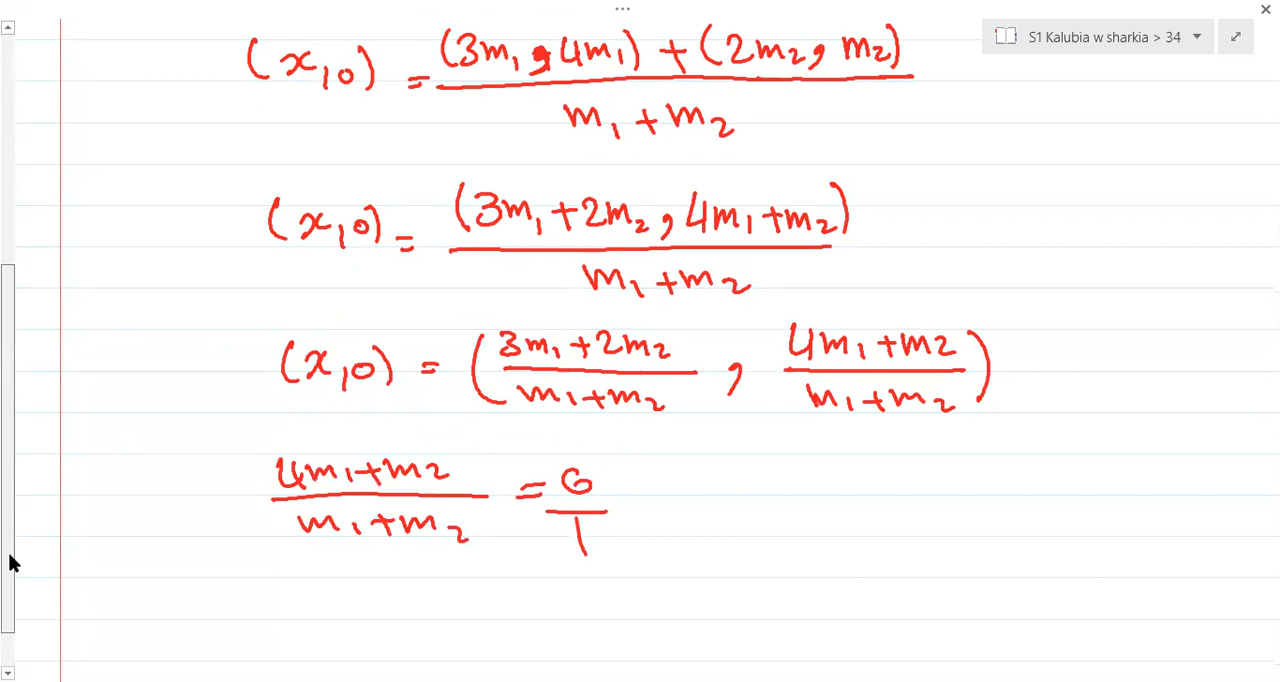 S1 Kalubia w sharkia > 34
(x,0) = ((3m₁, 4m₁) + (2m₂, m₂)) / (m₁ + m₂)
(x,0) = (3m₁+2m₂, 4m₁+m₂) / (m₁+m₂)
(x,0) = ((3m₁+2m₂)/(m₁+m₂), (4m₁+m₂)/(m₁+m₂))
(4m₁+m₂)/(m₁+m₂) = 0/1